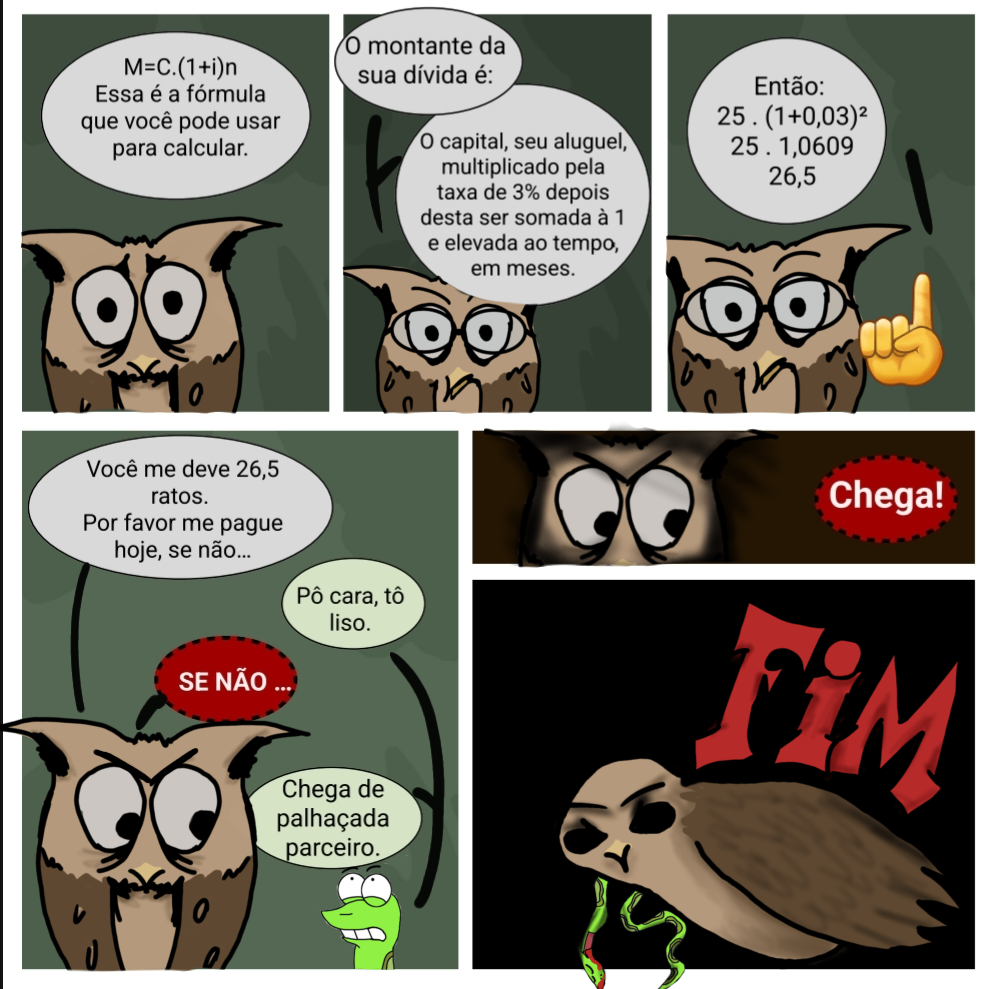 M=C.(1+i)n
Essa é a fórmula
que você pode usar
para calcular.
O montante da
sua dívida é:
O capital, seu aluguel,
multiplicado pela
taxa de 3% depois
desta ser somada à 1
e elevada ao tempo,
em meses.
Então:
25 . (1+0,03)²
25 . 1,0609
26,5
Você me deve 26,5
ratos.
Por favor me pague
hoje, se não...
Pô cara, tô
liso.
SE NÃO ...
Chega de
palhaçada
parceiro.
Chega!
FiM